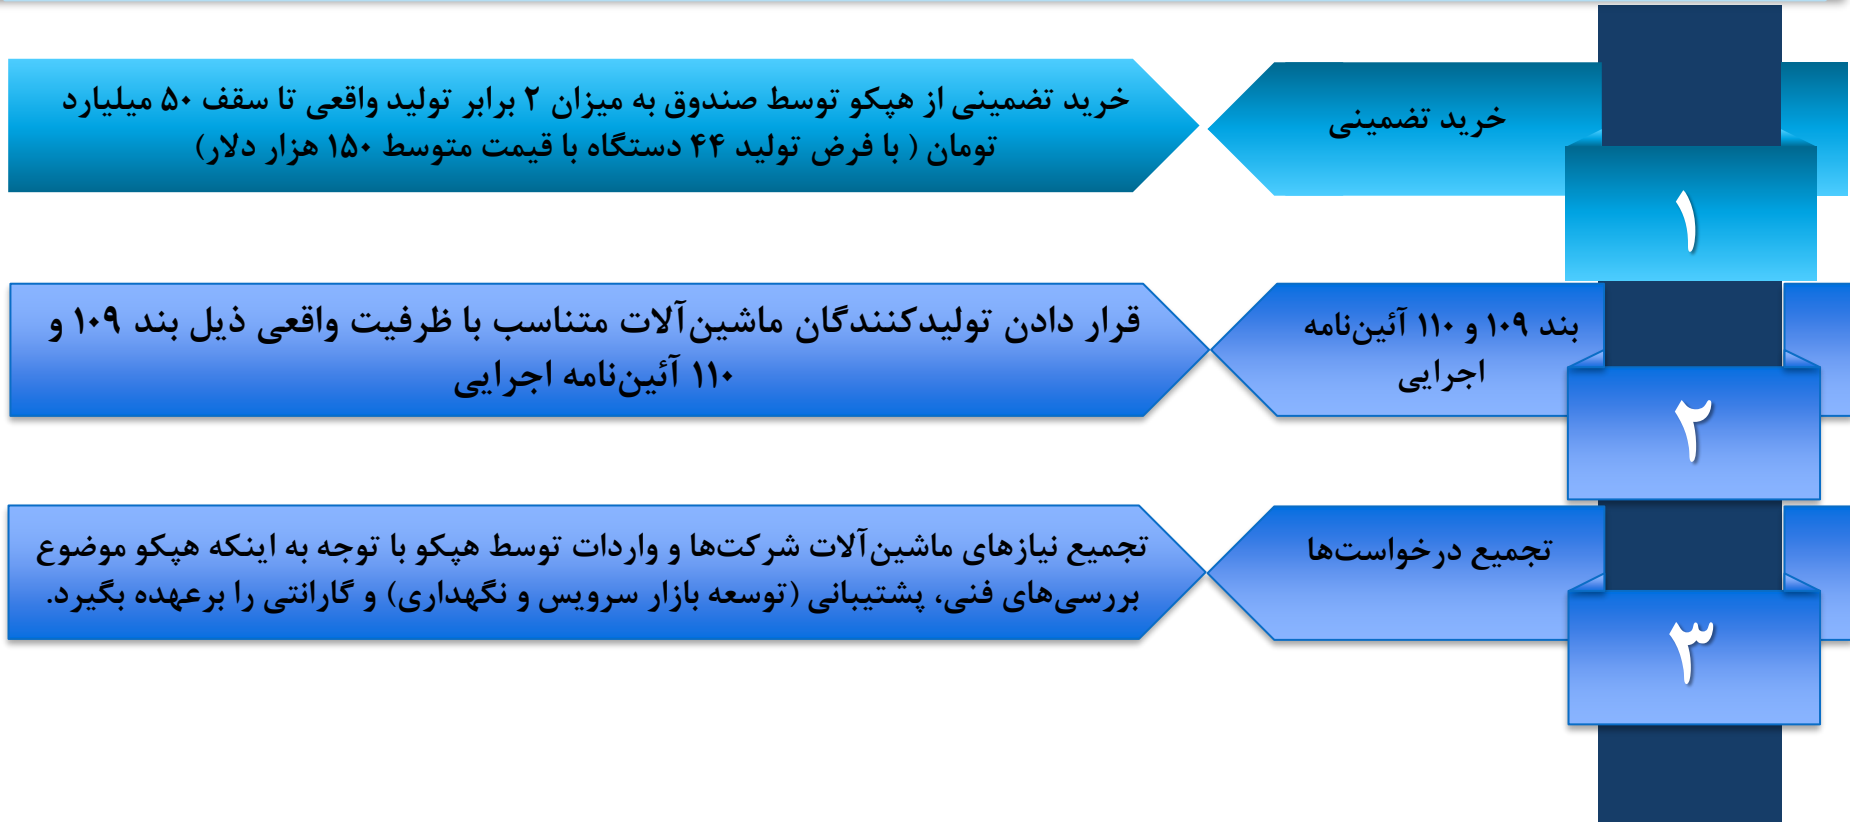 ۱
خرید تضمینی
خرید تضمینی از هپکو توسط صندوق به میزان ۲ برابر تولید واقعی تا سقف ۵۰ میلیارد
تومان ( با فرض تولید ۴۴ دستگاه با قیمت متوسط ۱۵۰ هزار دلار)
۲
بند ۱۰۹ و ۱۱۰ آئین‌نامه
اجرایی
قرار دادن تولیدکنندگان ماشین‌آلات متناسب با ظرفیت واقعی ذیل بند ۱۰۹ و
۱۱۰ آئین‌نامه اجرایی
۳
تجمیع درخواست‌ها
تجمیع نیازهای ماشین‌آلات شرکت‌ها و واردات توسط هپکو با توجه به اینکه هپکو موضوع
بررسی‌های فنی، پشتیبانی (توسعه بازار سرویس و نگهداری) و گارانتی را برعهده بگیرد.